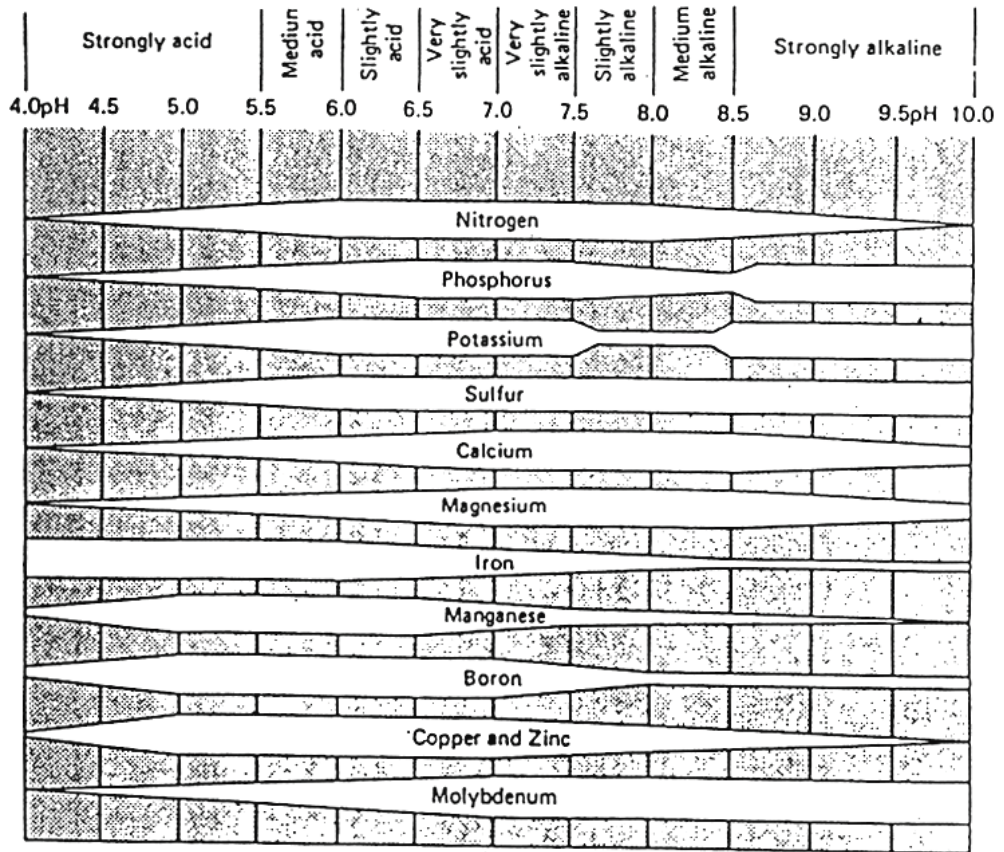 Strongly acid
Medium
acid
Slightly
acid
Very
slightly
acid
Very
slightly
alkaline
Slightly
alkaline
Medium
alkaline
Strongly alkaline
4.0pH 4.5 5.0 5.5 6.0 6.5 7.0 7.5 8.0 8.5 9.0 9.5pH 10.0
Nitrogen
Phosphorus
Potassium
Sulfur
Calcium
Magnesium
Iron
Manganese
Boron
Copper and Zinc
Molybdenum